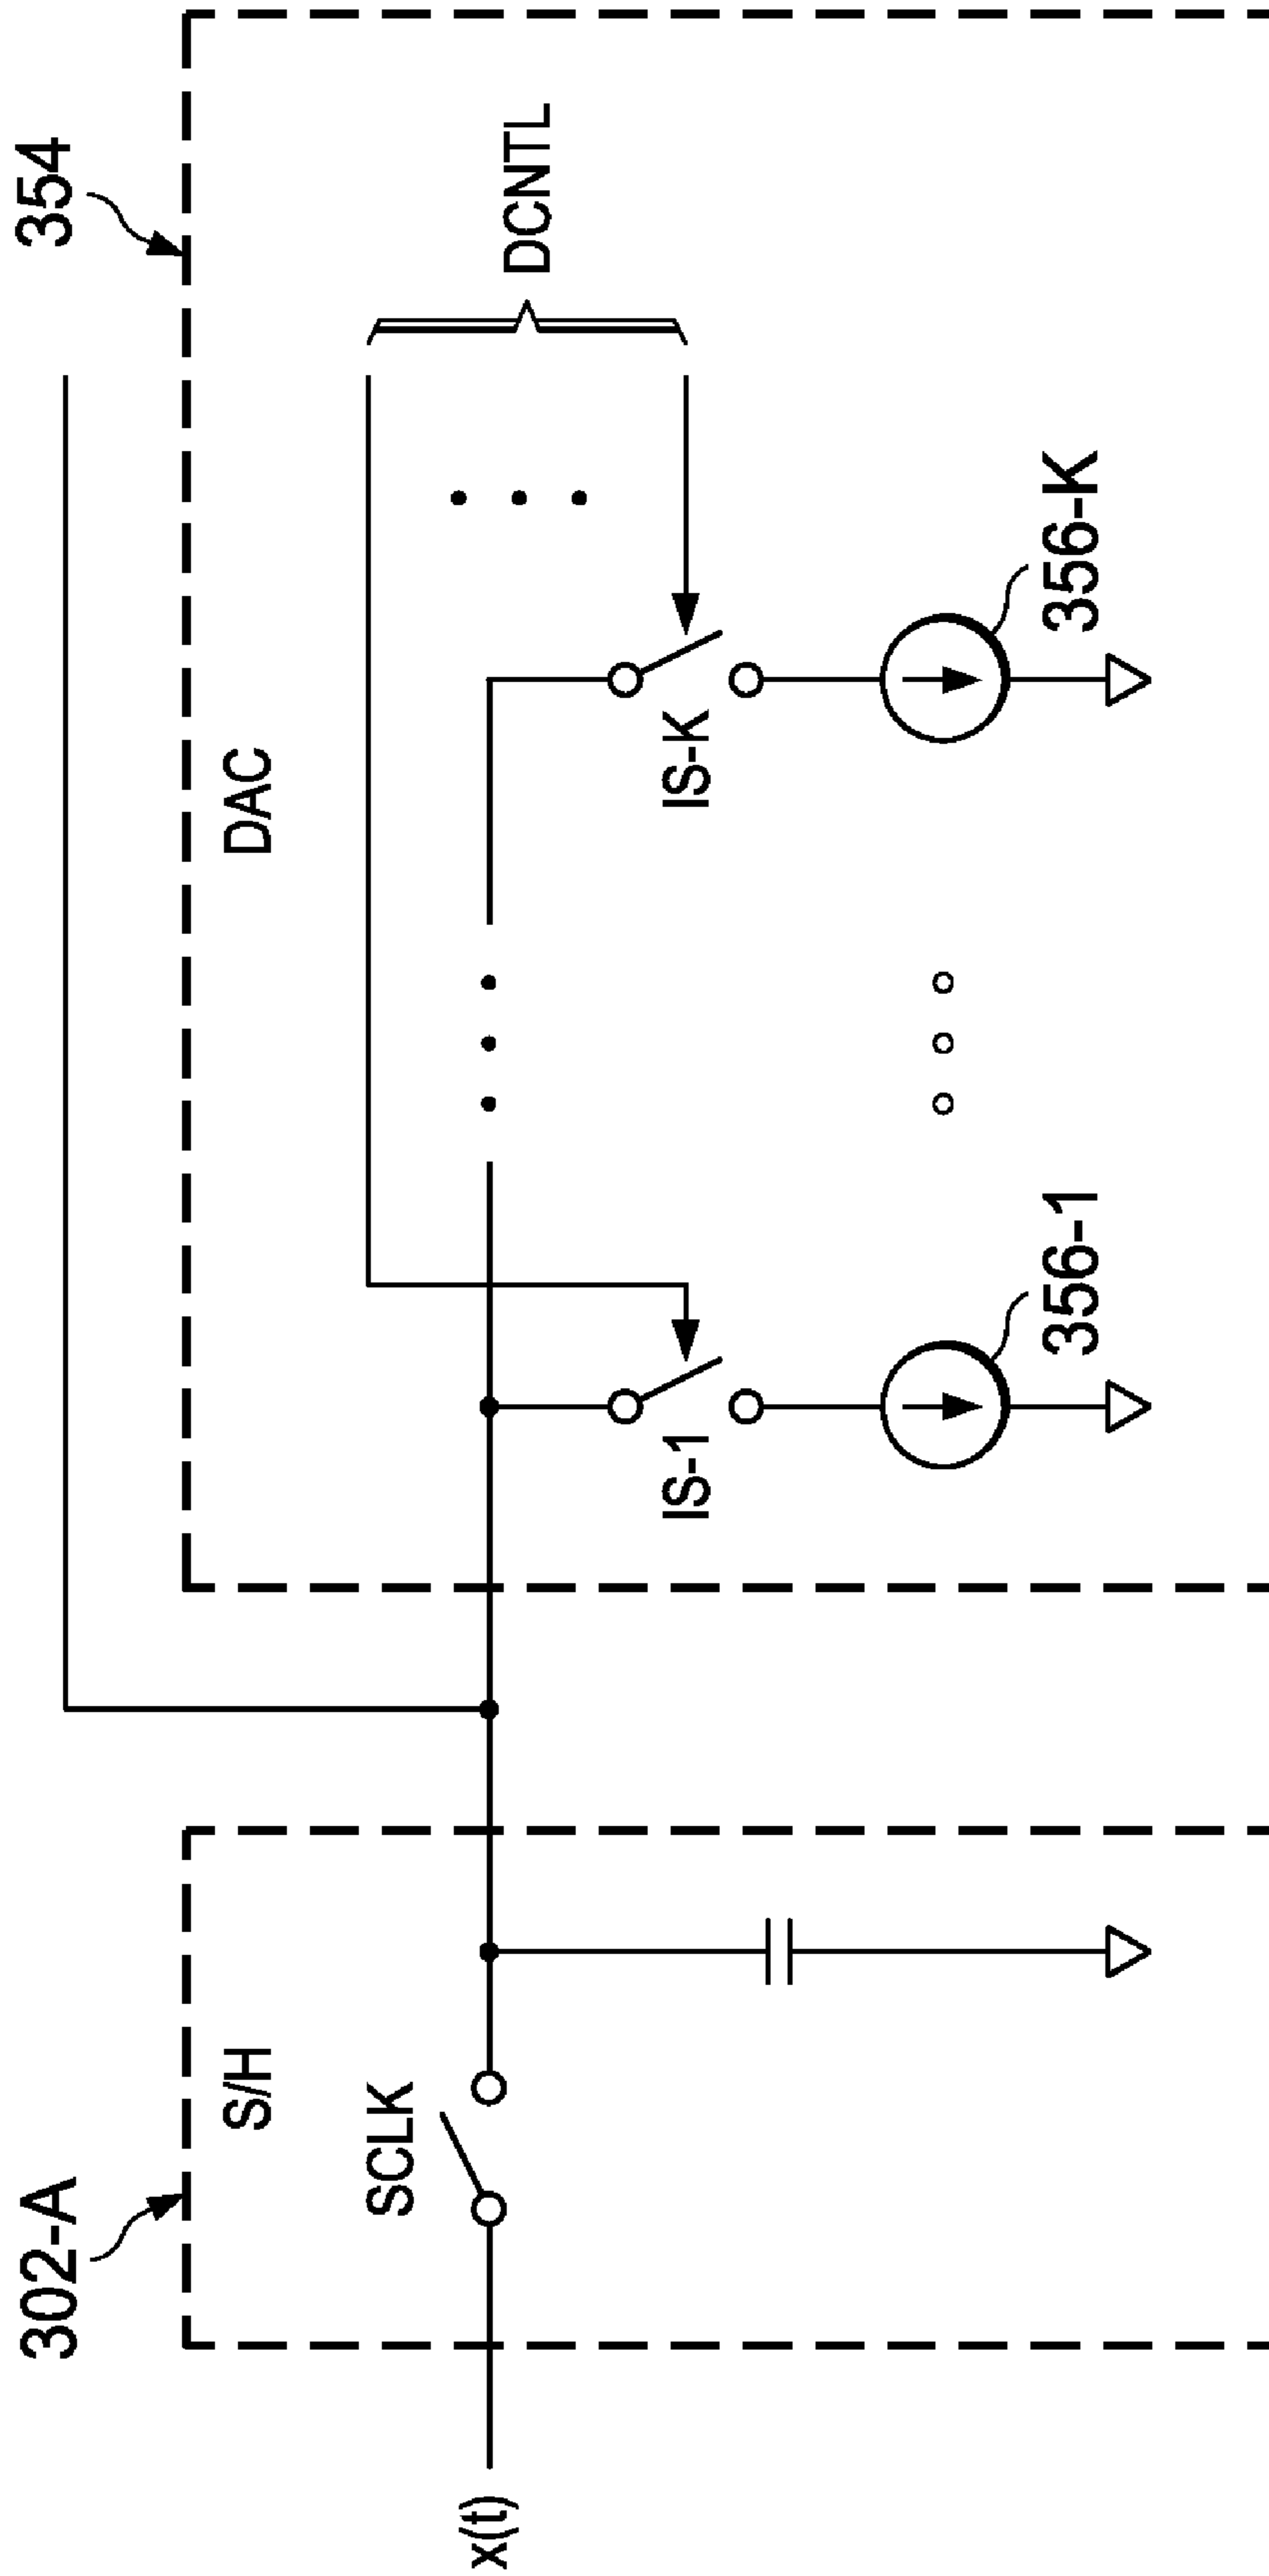 302-A
354
S/H
DAC
SCLK
DCNTL
x(t)
IS-1
IS-K
356-1
356-K